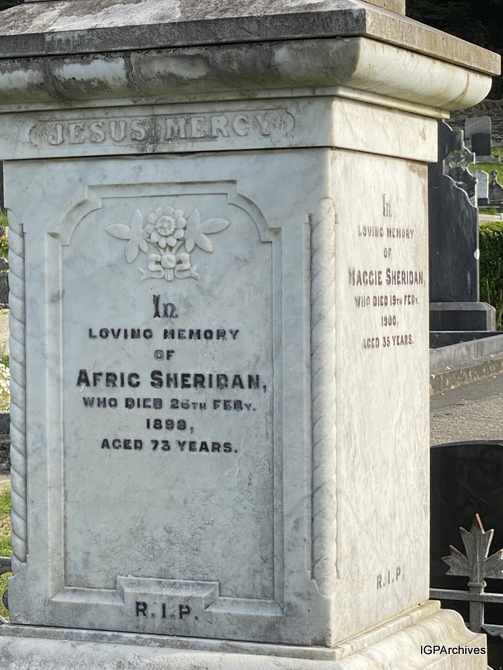 JESUS MERCY
In
LOVING MEMORY
OF
AFRIC SHERIDAN,
WHO DIED 26TH FEBY.
1899,
AGED 73 YEARS.
R.I.P.
In
LOVING MEMORY
OF
MAGGIE SHERIDAN,
WHO DIED 19TH FEBY.
1900,
AGED 35 YEARS.
R.I.P.
IGPArchives